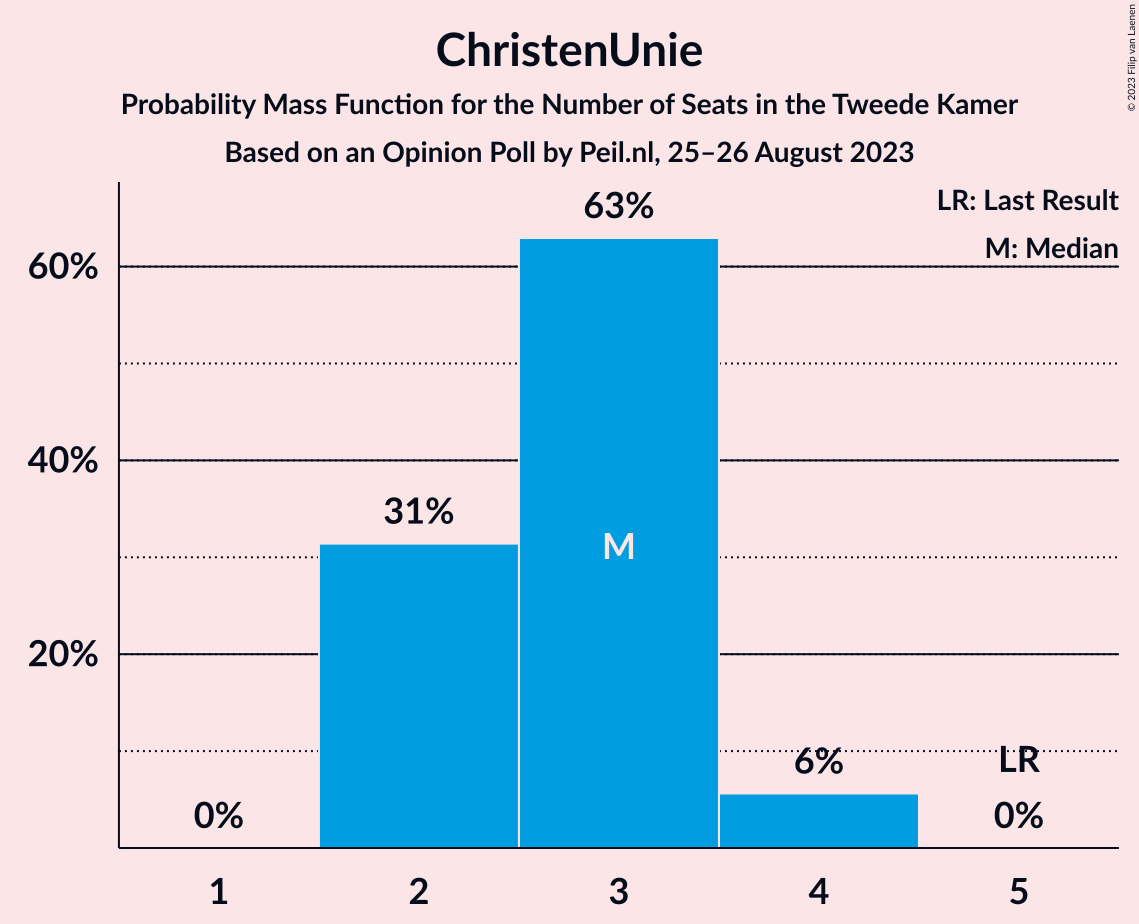 ChristenUnie
Probability Mass Function for the Number of Seats in the Tweede Kamer
Based on an Opinion Poll by Peil.nl, 25–26 August 2023
© 2023 Filip van Laenen
LR: Last Result
M: Median
63%
60%
40%
31%
M
20%
6%
LR
0%
0%
1 2 3 4 5